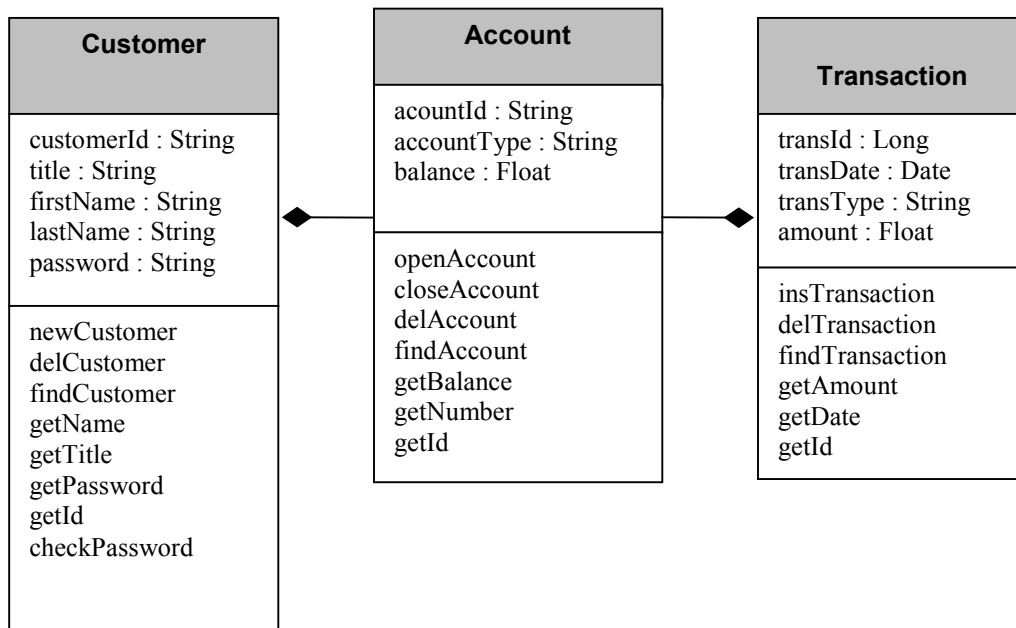 Customer
customerId : String
title : String
firstName : String
lastName : String
password : String
newCustomer
delCustomer
findCustomer
getName
getTitle
getPassword
getId
checkPassword
Account
acountId : String
accountType : String
balance : Float
openAccount
closeAccount
delAccount
findAccount
getBalance
getNumber
getId
Transaction
transId : Long
transDate : Date
transType : String
amount : Float
insTransaction
delTransaction
findTransaction
getAmount
getDate
getId